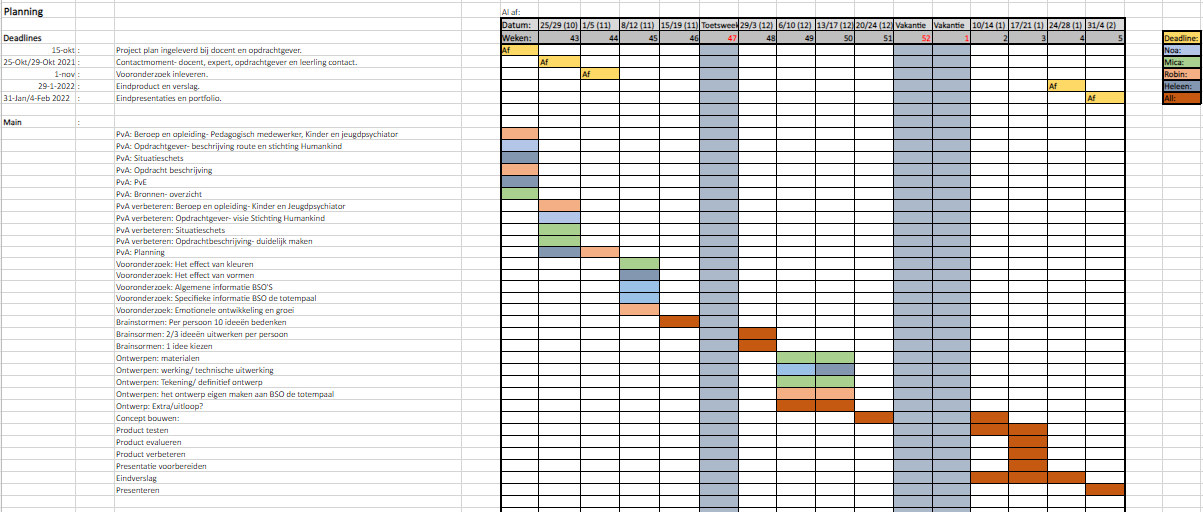 Planning Al af:
Datum: 25/29 (10) 1/5 (11) 8/12 (11) 15/19 (11) Toetsweek 29/3 (12) 6/10 (12) 13/17 (12) 20/24 (12) Vakantie Vakantie 10/14 (1) 17/21 (1) 24/28 (1) 31/4 (2)
Deadlines Weken: 43 44 45 46 47 48 49 50 51 52 1 2 3 4 5 Deadline:
15-okt : Project plan ingeleverd bij docent en opdrachtgever. Af Noa:
25-Okt/29-Okt 2021 : Contactmoment- docent, expert, opdrachtgever en leerling contact. Af Mica:
1-nov : Vooronderzoek inleveren. Af Robin:
29-1-2022 : Eindproduct en verslag. Af Heleen:
31-Jan/4-Feb 2022 : Eindpresentaties en portfolio. Af All:
Main :
PvA: Beroep en opleiding- Pedagogisch medewerker, Kinder en jeugdpsychiator
PvA: Opdrachtgever- beschrijving route en stichting Humankind
PvA: Situatieschets
PvA: Opdracht beschrijving
PvA: PvE
PvA: Bronnen- overzicht
PvA verbeteren: Beroep en opleiding- Kinder en Jeugdpsychiator
PvA verbeteren: Opdrachtgever- visie Stichting Humankind
PvA verbeteren: Situatieschets
PvA verbeteren: Opdrachtbeschrijving- duidelijk maken
PvA: Planning
Vooronderzoek: Het effect van kleuren
Vooronderzoek: Het effect van vormen
Vooronderzoek: Algemene informatie BSO'S
Vooronderzoek: Specifieke informatie BSO de totempaal
Vooronderzoek: Emotionele ontwikkeling en groei
Brainstormen: Per persoon 10 ideeën bedenken
Brainsormen: 2/3 ideeën uitwerken per persoon
Brainsormen: 1 idee kiezen
Ontwerpen: materialen
Ontwerpen: werking/ technische uitwerking
Ontwerpen: Tekening/ definitief ontwerp
Ontwerpen: het ontwerp eigen maken aan BSO de totempaal
Ontwerp: Extra/uitloop?
Concept bouwen:
Product testen
Product evalueren
Product verbeteren
Presentatie voorbereiden
Eindverslag
Presenteren